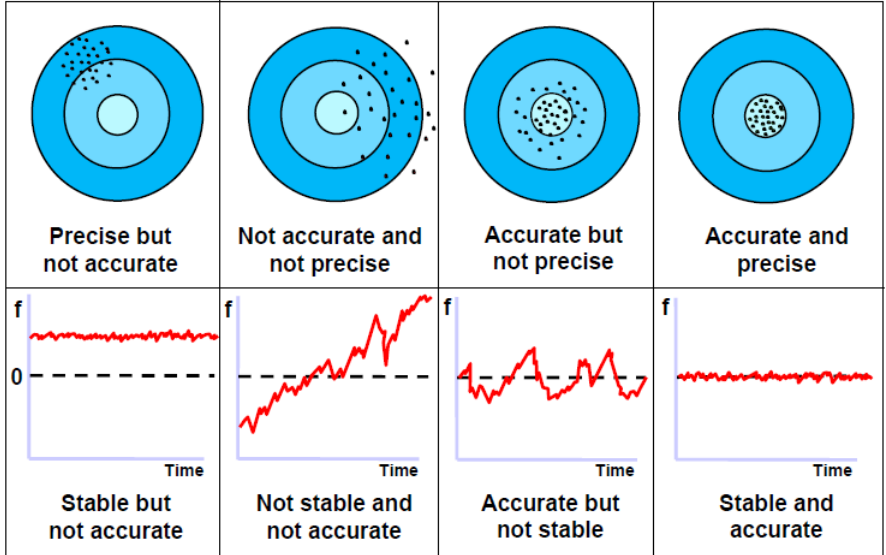 Precise but
not accurate
Not accurate and
not precise
Accurate but
not precise
Accurate and
precise
f
0
Time
Stable but
not accurate
f
Time
Not stable and
not accurate
f
Time
Accurate but
not stable
f
Time
Stable and
accurate